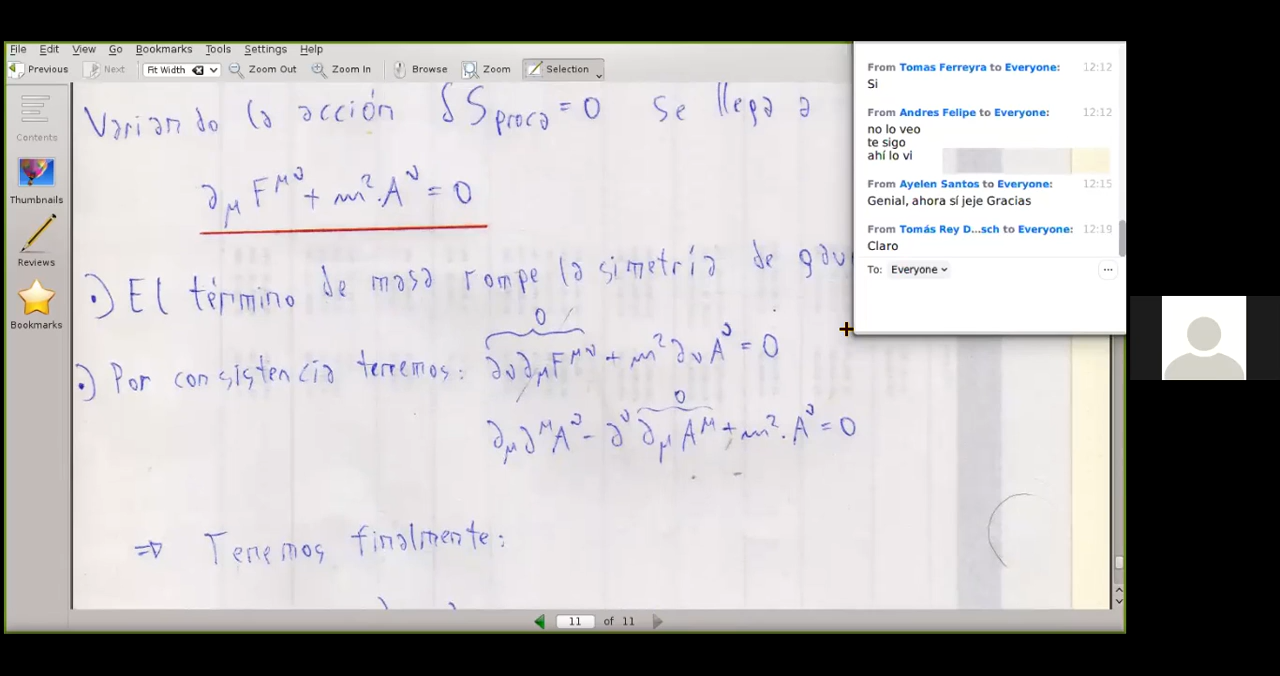 File Edit View Go Bookmarks Tools Settings Help
Previous Next Fit Width Zoom Out Zoom In Browse Zoom Selection
Contents
Thumbnails
Reviews
Bookmarks
Variando la acción δS_proca = 0 se llega a
∂_μ F^{μν} + m². A^ν = 0
•) El término de masa rompe la simetría de gau
•) Por consistencia tenemos: ∂_ν ∂_μ F^{μν} + m² ∂_ν A^ν = 0
0
∂_μ ∂^μ A^ν - ∂^ν ∂_μ A^μ + m². A^ν = 0
0
⇒ Tenemos finalmente:
11 of 11
From Tomas Ferreyra to Everyone: 12:12
Si
From Andres Felipe to Everyone: 12:12
no lo veo
te sigo
ahí lo vi
From Ayelen Santos to Everyone: 12:15
Genial, ahora sí jeje Gracias
From Tomás Rey D...sch to Everyone: 12:19
Claro
To: Everyone